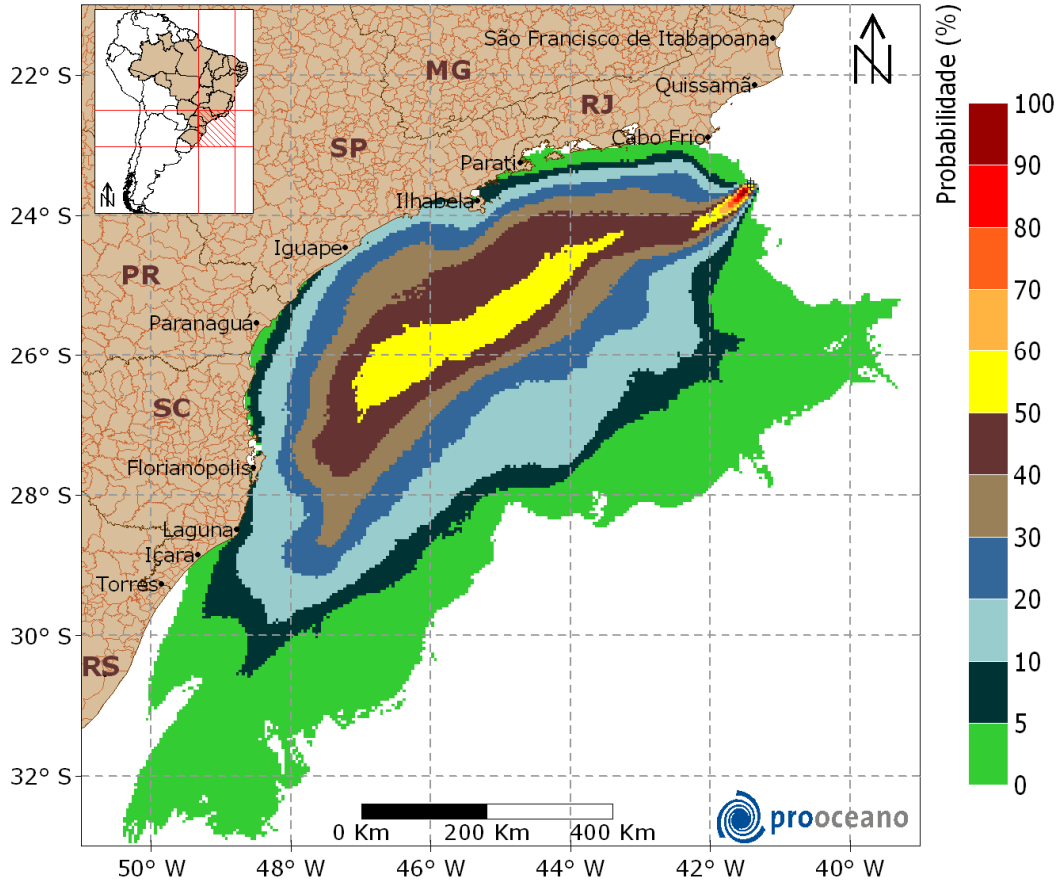 São Francisco de Itabapoana
22° S
MG
Quissamã
RJ
Cabo Frio
SP
Parati
Ilhabela
24° S
Iguape
PR
Paranaguá
26° S
SC
Florianópolis
28° S
Laguna
Içara
Torres
30° S
RS
32° S
0 Km 200 Km 400 Km
prooceano
50° W 48° W 46° W 44° W 42° W 40° W
N
N
Probabilidade (%)
100
90
80
70
60
50
40
30
20
10
5
0